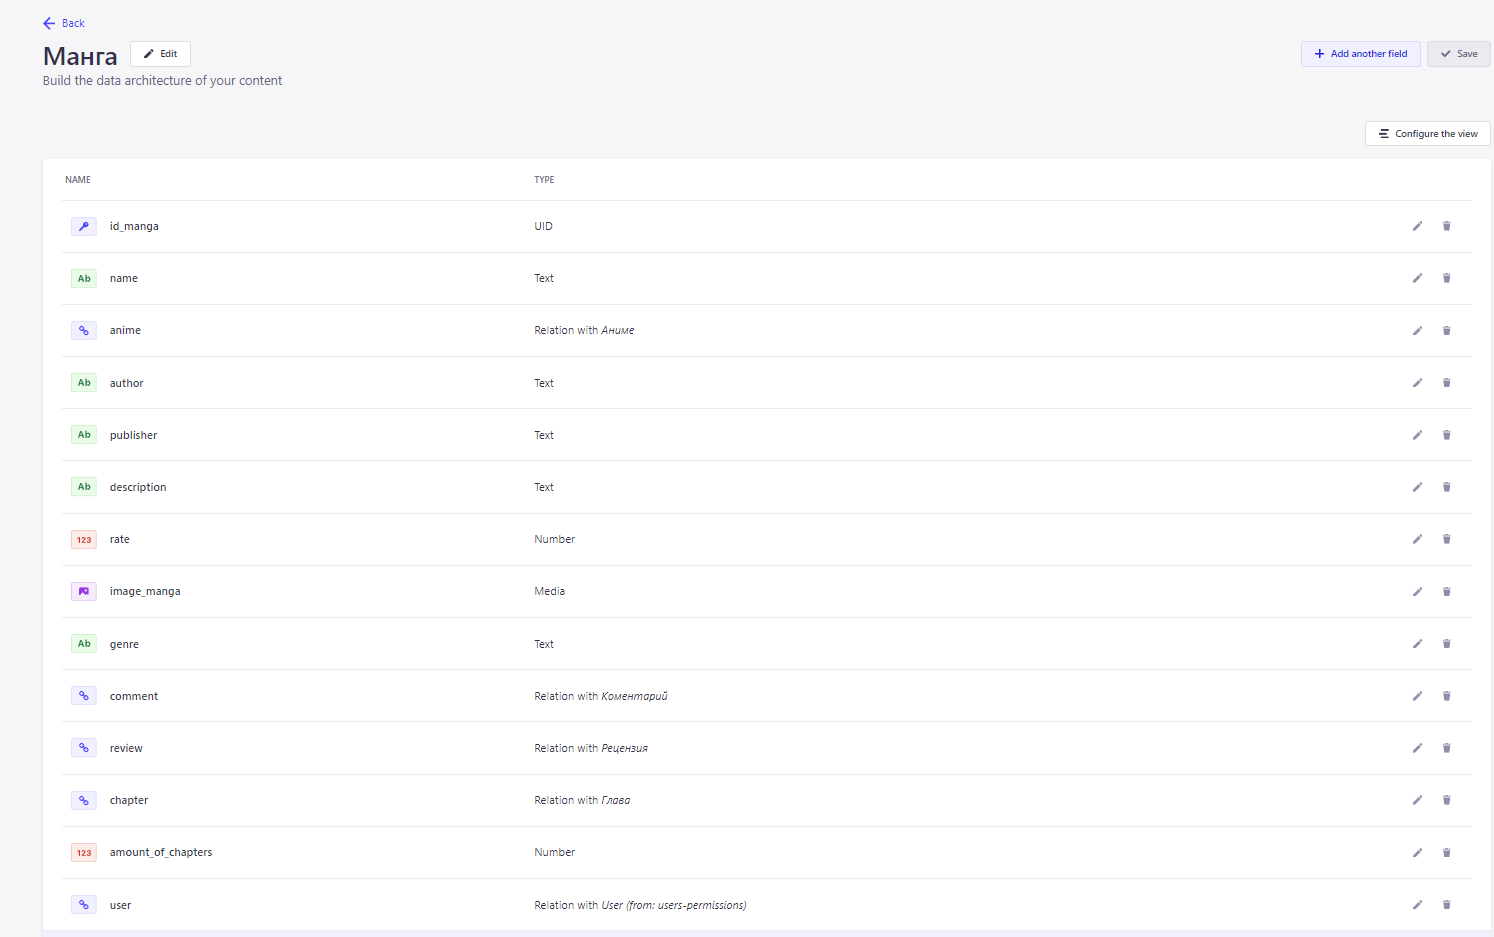 Back
Манга Edit
Add another field Save
Build the data architecture of your content
Configure the view
NAME TYPE
id_manga UID
Ab name Text
anime Relation with Аниме
Ab author Text
Ab publisher Text
Ab description Text
123 rate Number
image_manga Media
Ab genre Text
comment Relation with Коментарий
review Relation with Рецензия
chapter Relation with Глава
123 amount_of_chapters Number
user Relation with User (from: users-permissions)